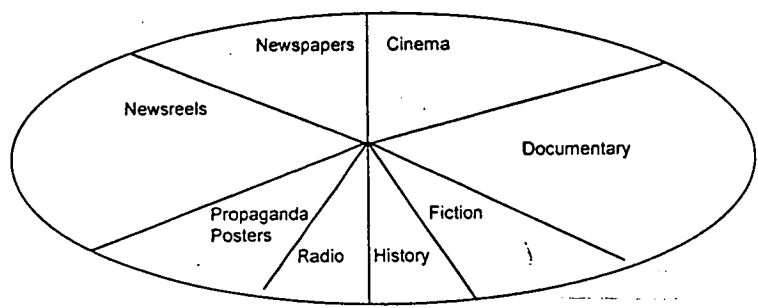 Newspapers
Cinema
Newsreels
Documentary
Propaganda
Posters
Fiction
Radio
History